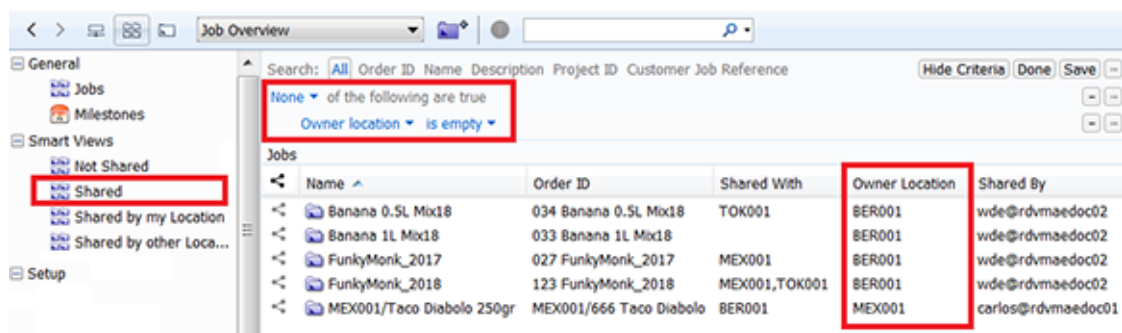 Job Overview
General
Jobs
Milestones
Smart Views
Not Shared
Shared
Shared by my Location
Shared by other Loca...
Setup
Search: All Order ID Name Description Project ID Customer Job Reference Hide Criteria Done Save
None of the following are true
Owner location is empty
Jobs
Name Order ID Shared With Owner Location Shared By
Banana 0.5L Mix18 034 Banana 0.5L Mix18 TOK001 BER001 wde@rdvmaedoc02
Banana 1L Mix18 033 Banana 1L Mix18 BER001 wde@rdvmaedoc02
FunkyMonk_2017 027 FunkyMonk_2017 MEX001 BER001 wde@rdvmaedoc02
FunkyMonk_2018 123 FunkyMonk_2018 MEX001,TOK001 BER001 wde@rdvmaedoc02
MEX001/Taco Diabolo 250gr MEX001/666 Taco Diabolo BER001 MEX001 carlos@rdvmaedoc01